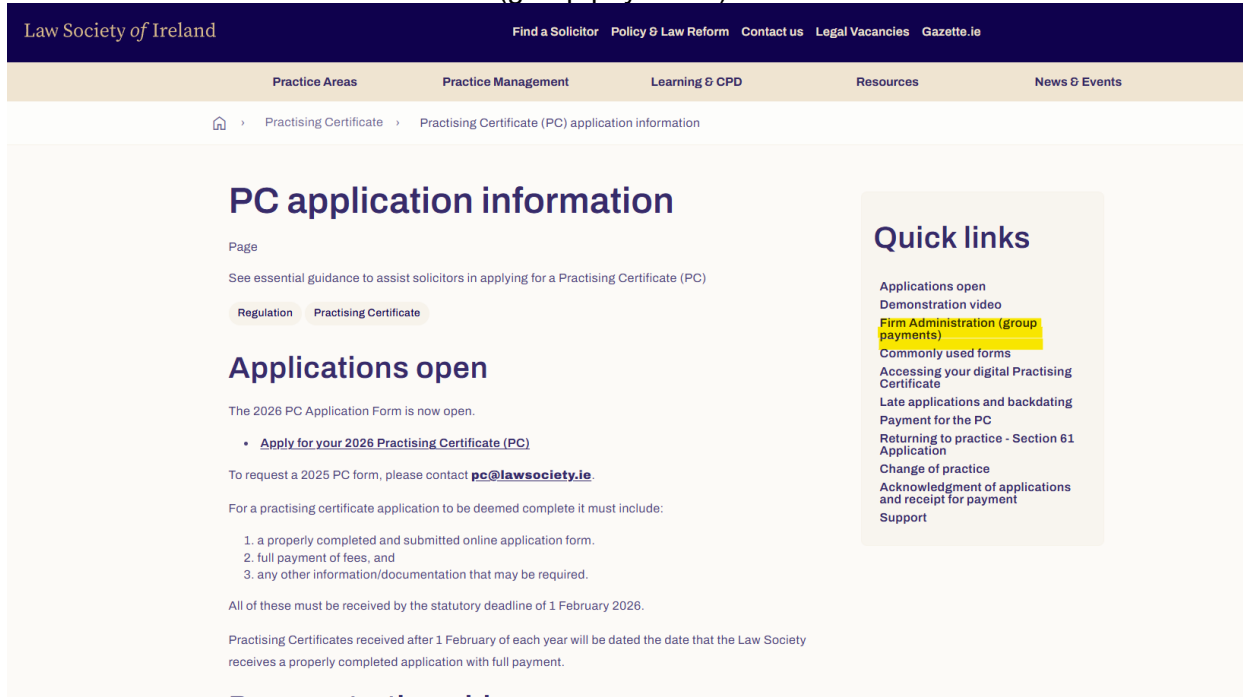 Law Society of Ireland
Find a Solicitor Policy & Law Reform Contact us Legal Vacancies Gazette.ie
Practice Areas Practice Management Learning & CPD Resources News & Events
Practising Certificate › Practising Certificate (PC) application information
PC application information
Page
See essential guidance to assist solicitors in applying for a Practising Certificate (PC)
Regulation Practising Certificate
Applications open
The 2026 PC Application Form is now open.
• Apply for your 2026 Practising Certificate (PC)
To request a 2025 PC form, please contact pc@lawsociety.ie.
For a practising certificate application to be deemed complete it must include:
1. a properly completed and submitted online application form.
2. full payment of fees, and
3. any other information/documentation that may be required.
All of these must be received by the statutory deadline of 1 February 2026.
Practising Certificates received after 1 February of each year will be dated the date that the Law Society
receives a properly completed application with full payment.
Quick links
Applications open
Demonstration video
Firm Administration (group
payments)
Commonly used forms
Accessing your digital Practising
Certificate
Late applications and backdating
Payment for the PC
Returning to practice - Section 61
Application
Change of practice
Acknowledgment of applications
and receipt for payment
Support